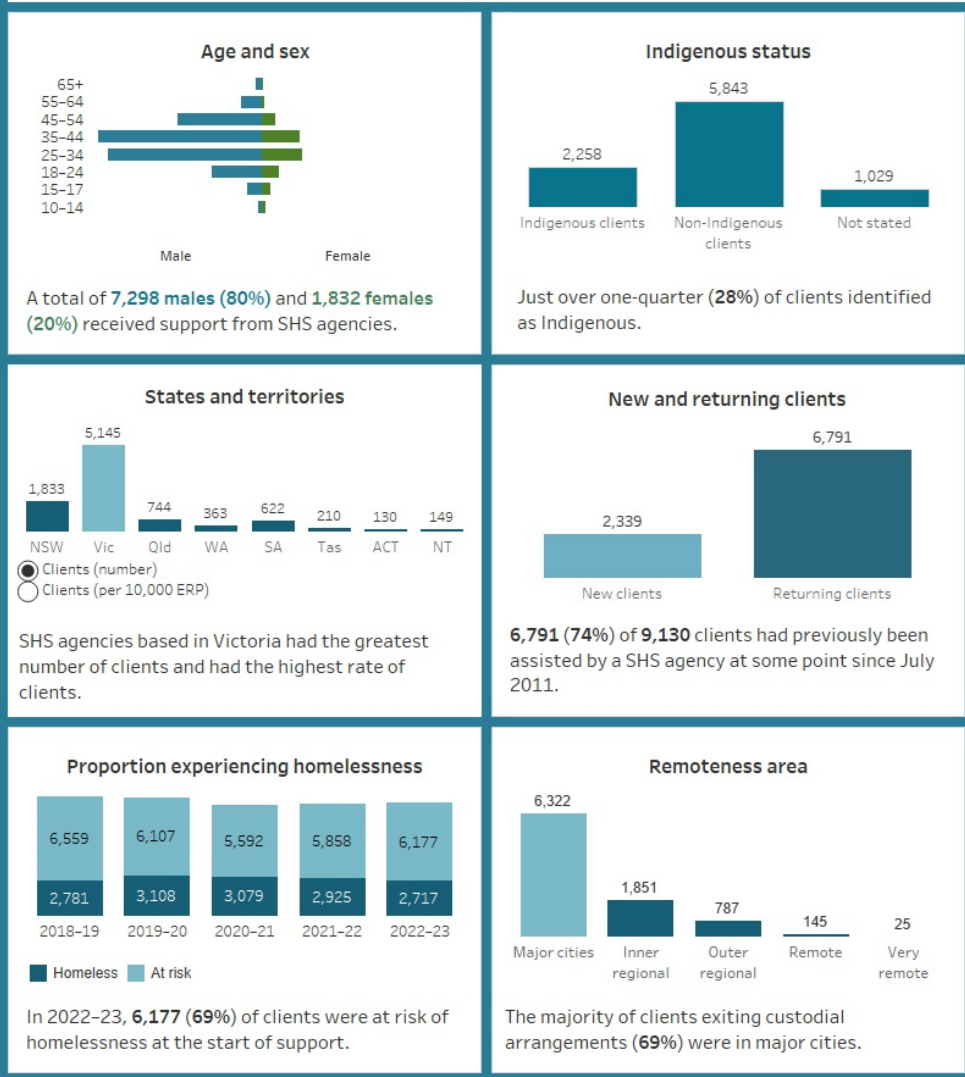 Age and sex
65+
55–64
45–54
35–44
25–34
18–24
15–17
10–14
Male Female
A total of 7,298 males (80%) and 1,832 females
(20%) received support from SHS agencies.
Indigenous status
5,843
2,258
1,029
Indigenous clients Non-Indigenous Not stated
clients
Just over one-quarter (28%) of clients identified
as Indigenous.
States and territories
5,145
1,833
744 363 622 210 130 149
NSW Vic Qld WA SA Tas ACT NT
Clients (number)
Clients (per 10,000 ERP)
SHS agencies based in Victoria had the greatest
number of clients and had the highest rate of
clients.
New and returning clients
6,791
2,339
New clients Returning clients
6,791 (74%) of 9,130 clients had previously been
assisted by a SHS agency at some point since July
2011.
Proportion experiencing homelessness
6,559 6,107 5,592 5,858 6,177
2,781 3,108 3,079 2,925 2,717
2018–19 2019–20 2020–21 2021–22 2022–23
Homeless At risk
In 2022–23, 6,177 (69%) of clients were at risk of
homelessness at the start of support.
Remoteness area
6,322
1,851
787
145 25
Major cities Inner Outer Remote Very
regional regional remote
The majority of clients exiting custodial
arrangements (69%) were in major cities.